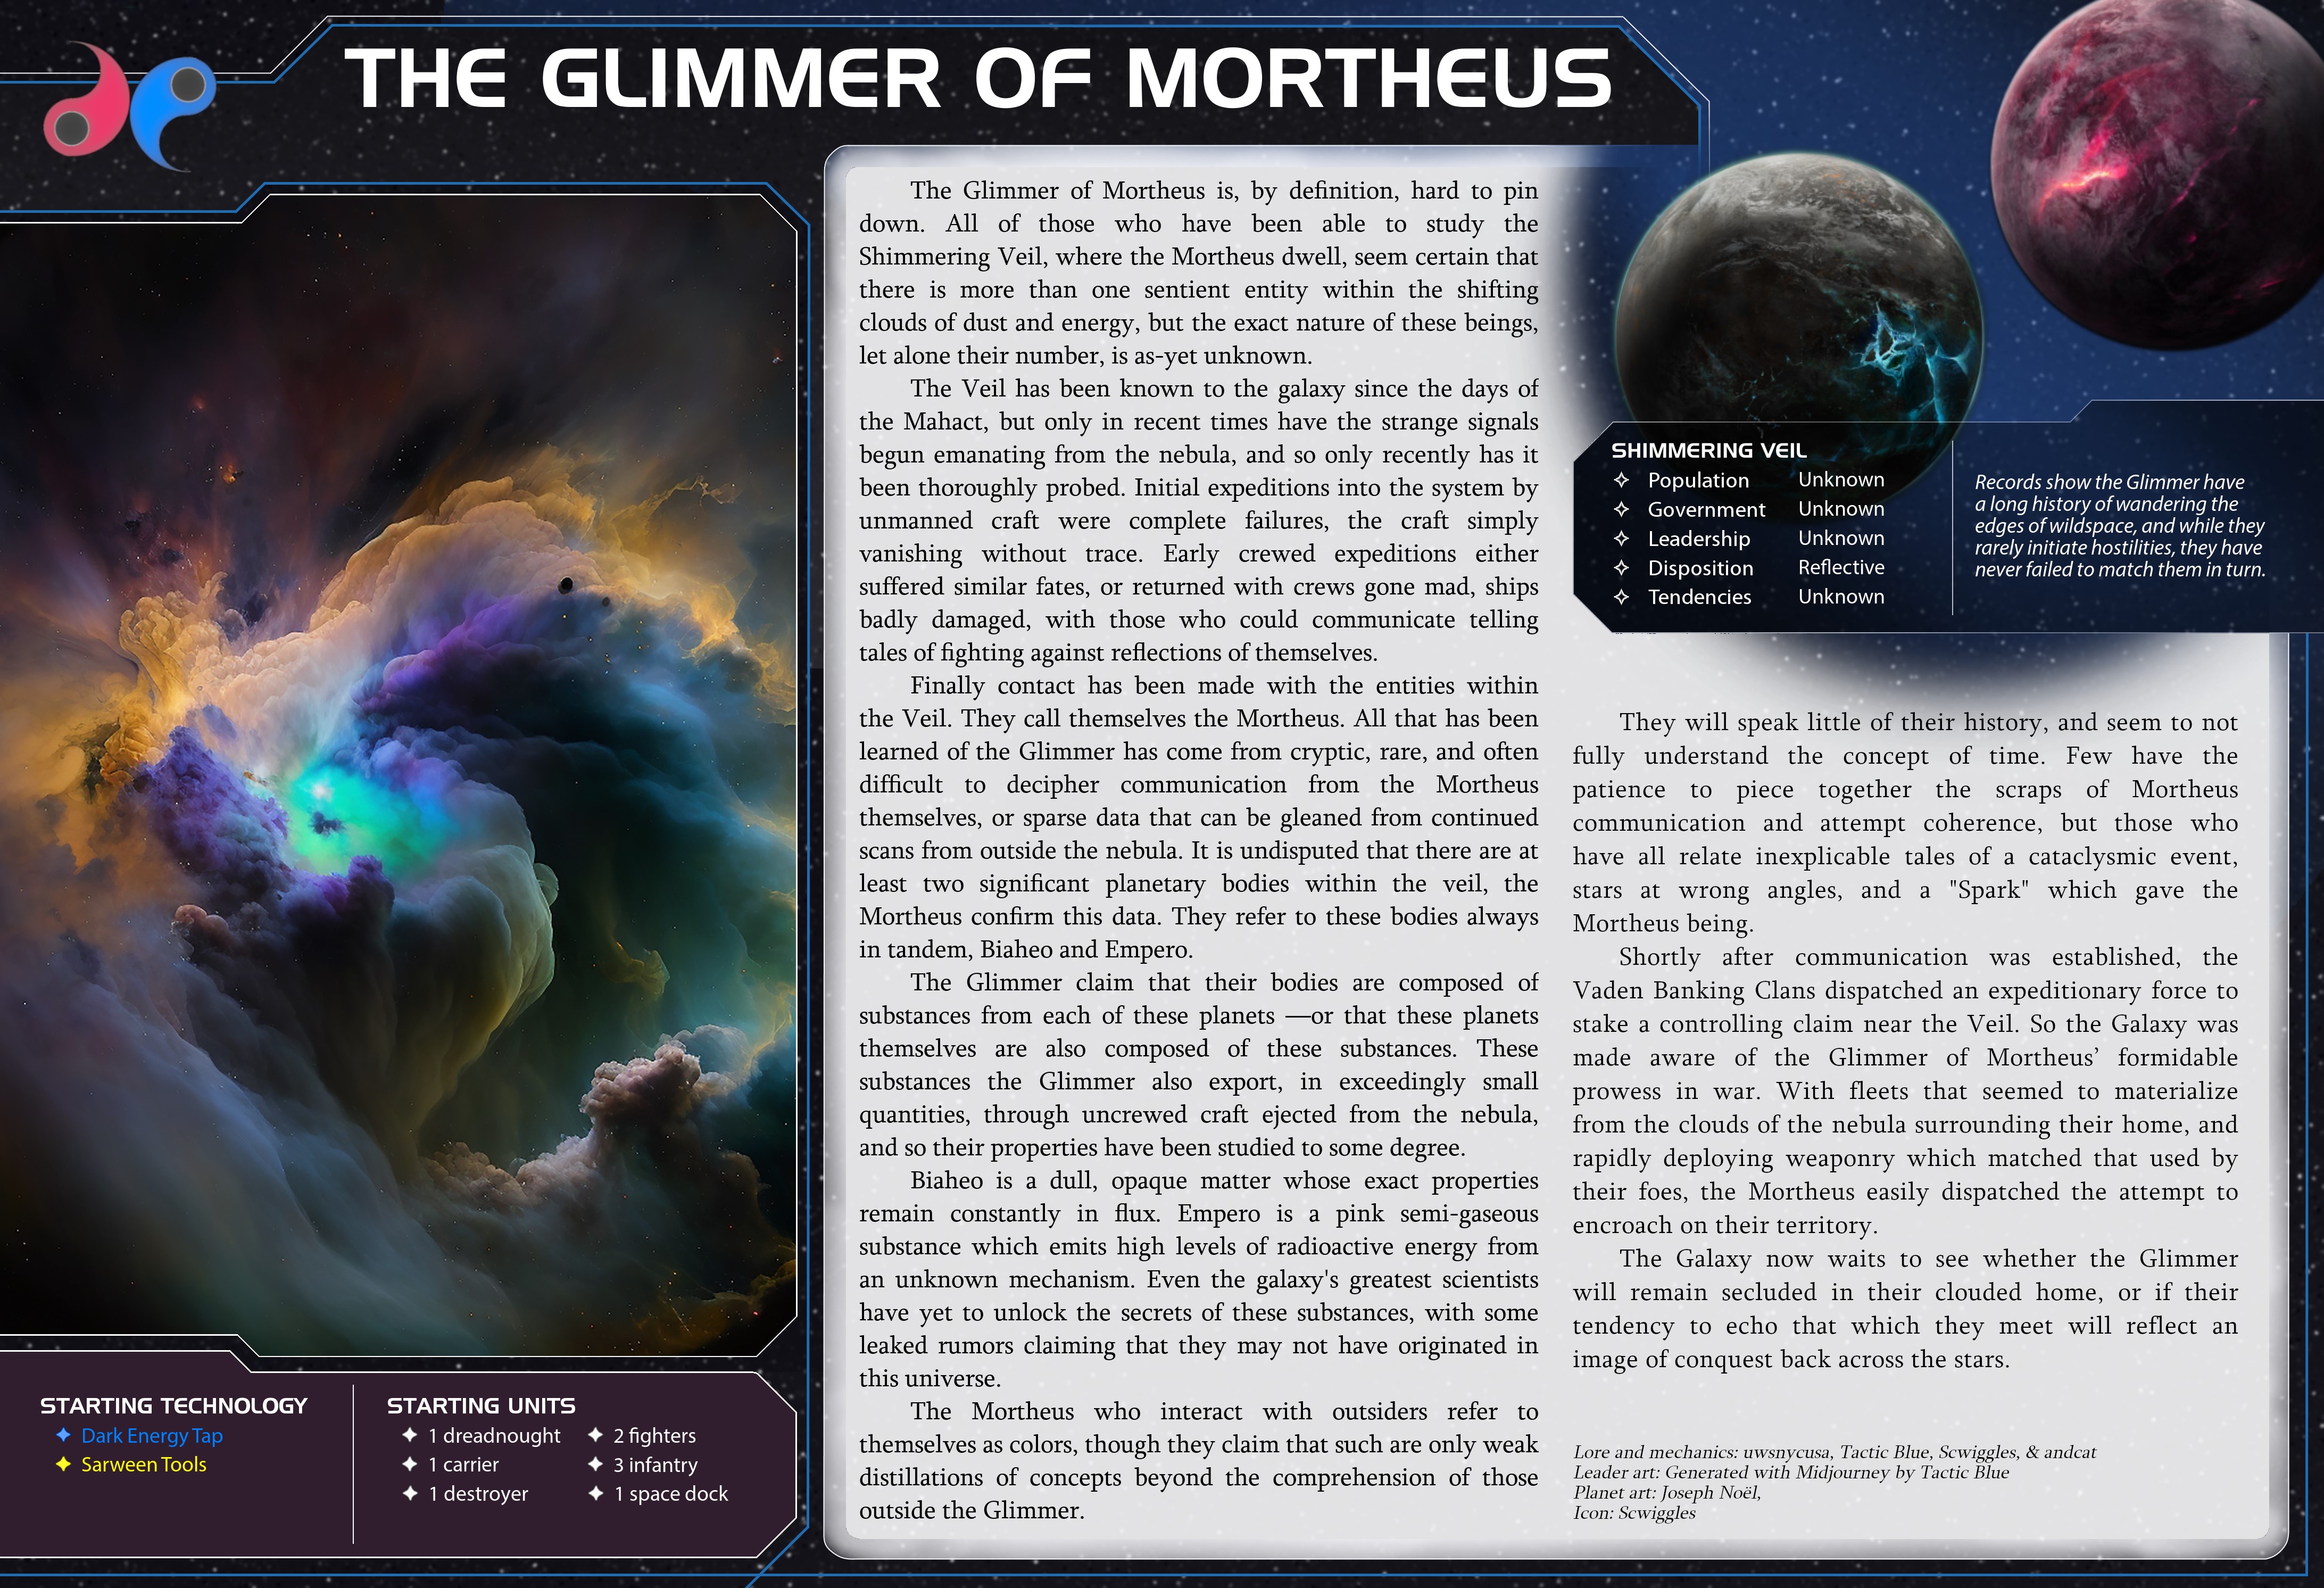 THE GLIMMER OF MORTHEUS
The Glimmer of Mortheus is, by definition, hard to pin
down. All of those who have been able to study the
Shimmering Veil, where the Mortheus dwell, seem certain that
there is more than one sentient entity within the shifting
clouds of dust and energy, but the exact nature of these beings,
let alone their number, is as-yet unknown.
The Veil has been known to the galaxy since the days of
the Mahact, but only in recent times have the strange signals
begun emanating from the nebula, and so only recently has it
been thoroughly probed. Initial expeditions into the system by
unmanned craft were complete failures, the craft simply
vanishing without trace. Early crewed expeditions either
suffered similar fates, or returned with crews gone mad, ships
badly damaged, with those who could communicate telling
tales of fighting against reflections of themselves.
Finally contact has been made with the entities within
the Veil. They call themselves the Mortheus. All that has been
learned of the Glimmer has come from cryptic, rare, and often
difficult to decipher communication from the Mortheus
themselves, or sparse data that can be gleaned from continued
scans from outside the nebula. It is undisputed that there are at
least two significant planetary bodies within the veil, the
Mortheus confirm this data. They refer to these bodies always
in tandem, Biaheo and Empero.
The Glimmer claim that their bodies are composed of
substances from each of these planets —or that these planets
themselves are also composed of these substances. These
substances the Glimmer also export, in exceedingly small
quantities, through uncrewed craft ejected from the nebula,
and so their properties have been studied to some degree.
Biaheo is a dull, opaque matter whose exact properties
remain constantly in flux. Empero is a pink semi-gaseous
substance which emits high levels of radioactive energy from
an unknown mechanism. Even the galaxy's greatest scientists
have yet to unlock the secrets of these substances, with some
leaked rumors claiming that they may not have originated in
this universe.
The Mortheus who interact with outsiders refer to
themselves as colors, though they claim that such are only weak
distillations of concepts beyond the comprehension of those
outside the Glimmer.
SHIMMERING VEIL
Population Unknown
Government Unknown
Leadership Unknown
Disposition Reflective
Tendencies Unknown
Records show the Glimmer have
a long history of wandering the
edges of wildspace, and while they
rarely initiate hostilities, they have
never failed to match them in turn.
They will speak little of their history, and seem to not
fully understand the concept of time. Few have the
patience to piece together the scraps of Mortheus
communication and attempt coherence, but those who
have all relate inexplicable tales of a cataclysmic event,
stars at wrong angles, and a "Spark" which gave the
Mortheus being.
Shortly after communication was established, the
Vaden Banking Clans dispatched an expeditionary force to
stake a controlling claim near the Veil. So the Galaxy was
made aware of the Glimmer of Mortheus’ formidable
prowess in war. With fleets that seemed to materialize
from the clouds of the nebula surrounding their home, and
rapidly deploying weaponry which matched that used by
their foes, the Mortheus easily dispatched the attempt to
encroach on their territory.
The Galaxy now waits to see whether the Glimmer
will remain secluded in their clouded home, or if their
tendency to echo that which they meet will reflect an
image of conquest back across the stars.
Lore and mechanics: uwsnycusa, Tactic Blue, Scwiggles, & andcat
Leader art: Generated with Midjourney by Tactic Blue
Planet art: Joseph Noël,
Icon: Scwiggles
STARTING TECHNOLOGY
Dark Energy Tap
Sarween Tools
STARTING UNITS
1 dreadnought
1 carrier
1 destroyer
2 fighters
3 infantry
1 space dock